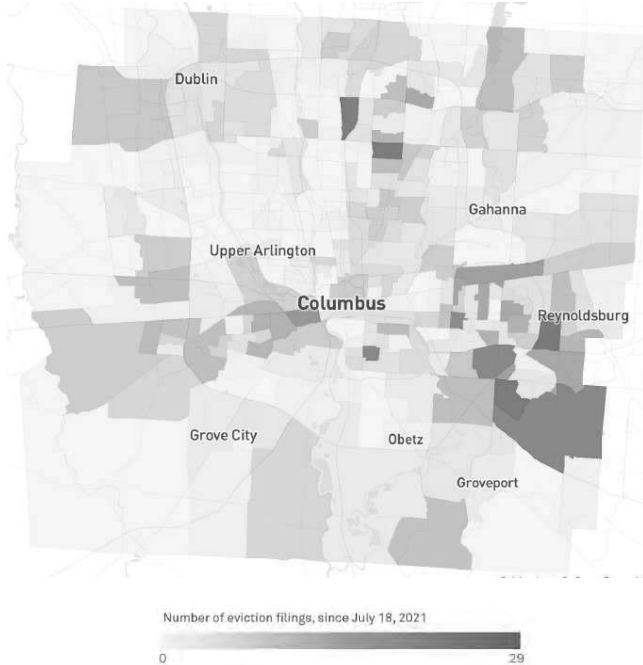 Dublin
Gahanna
Upper Arlington
Columbus
Reynoldsburg
Grove City
Obetz
Groveport
Number of eviction filings, since July 18, 2021
0 29